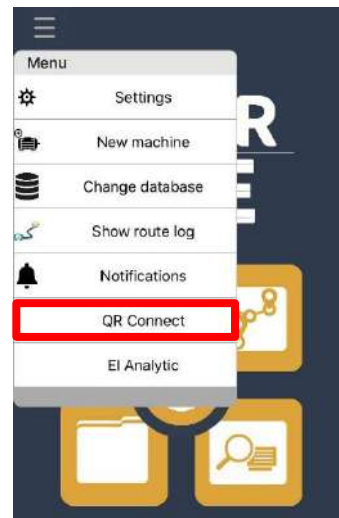 Menu
Settings
New machine
Change database
Show route log
Notifications
QR Connect
EI Analytic